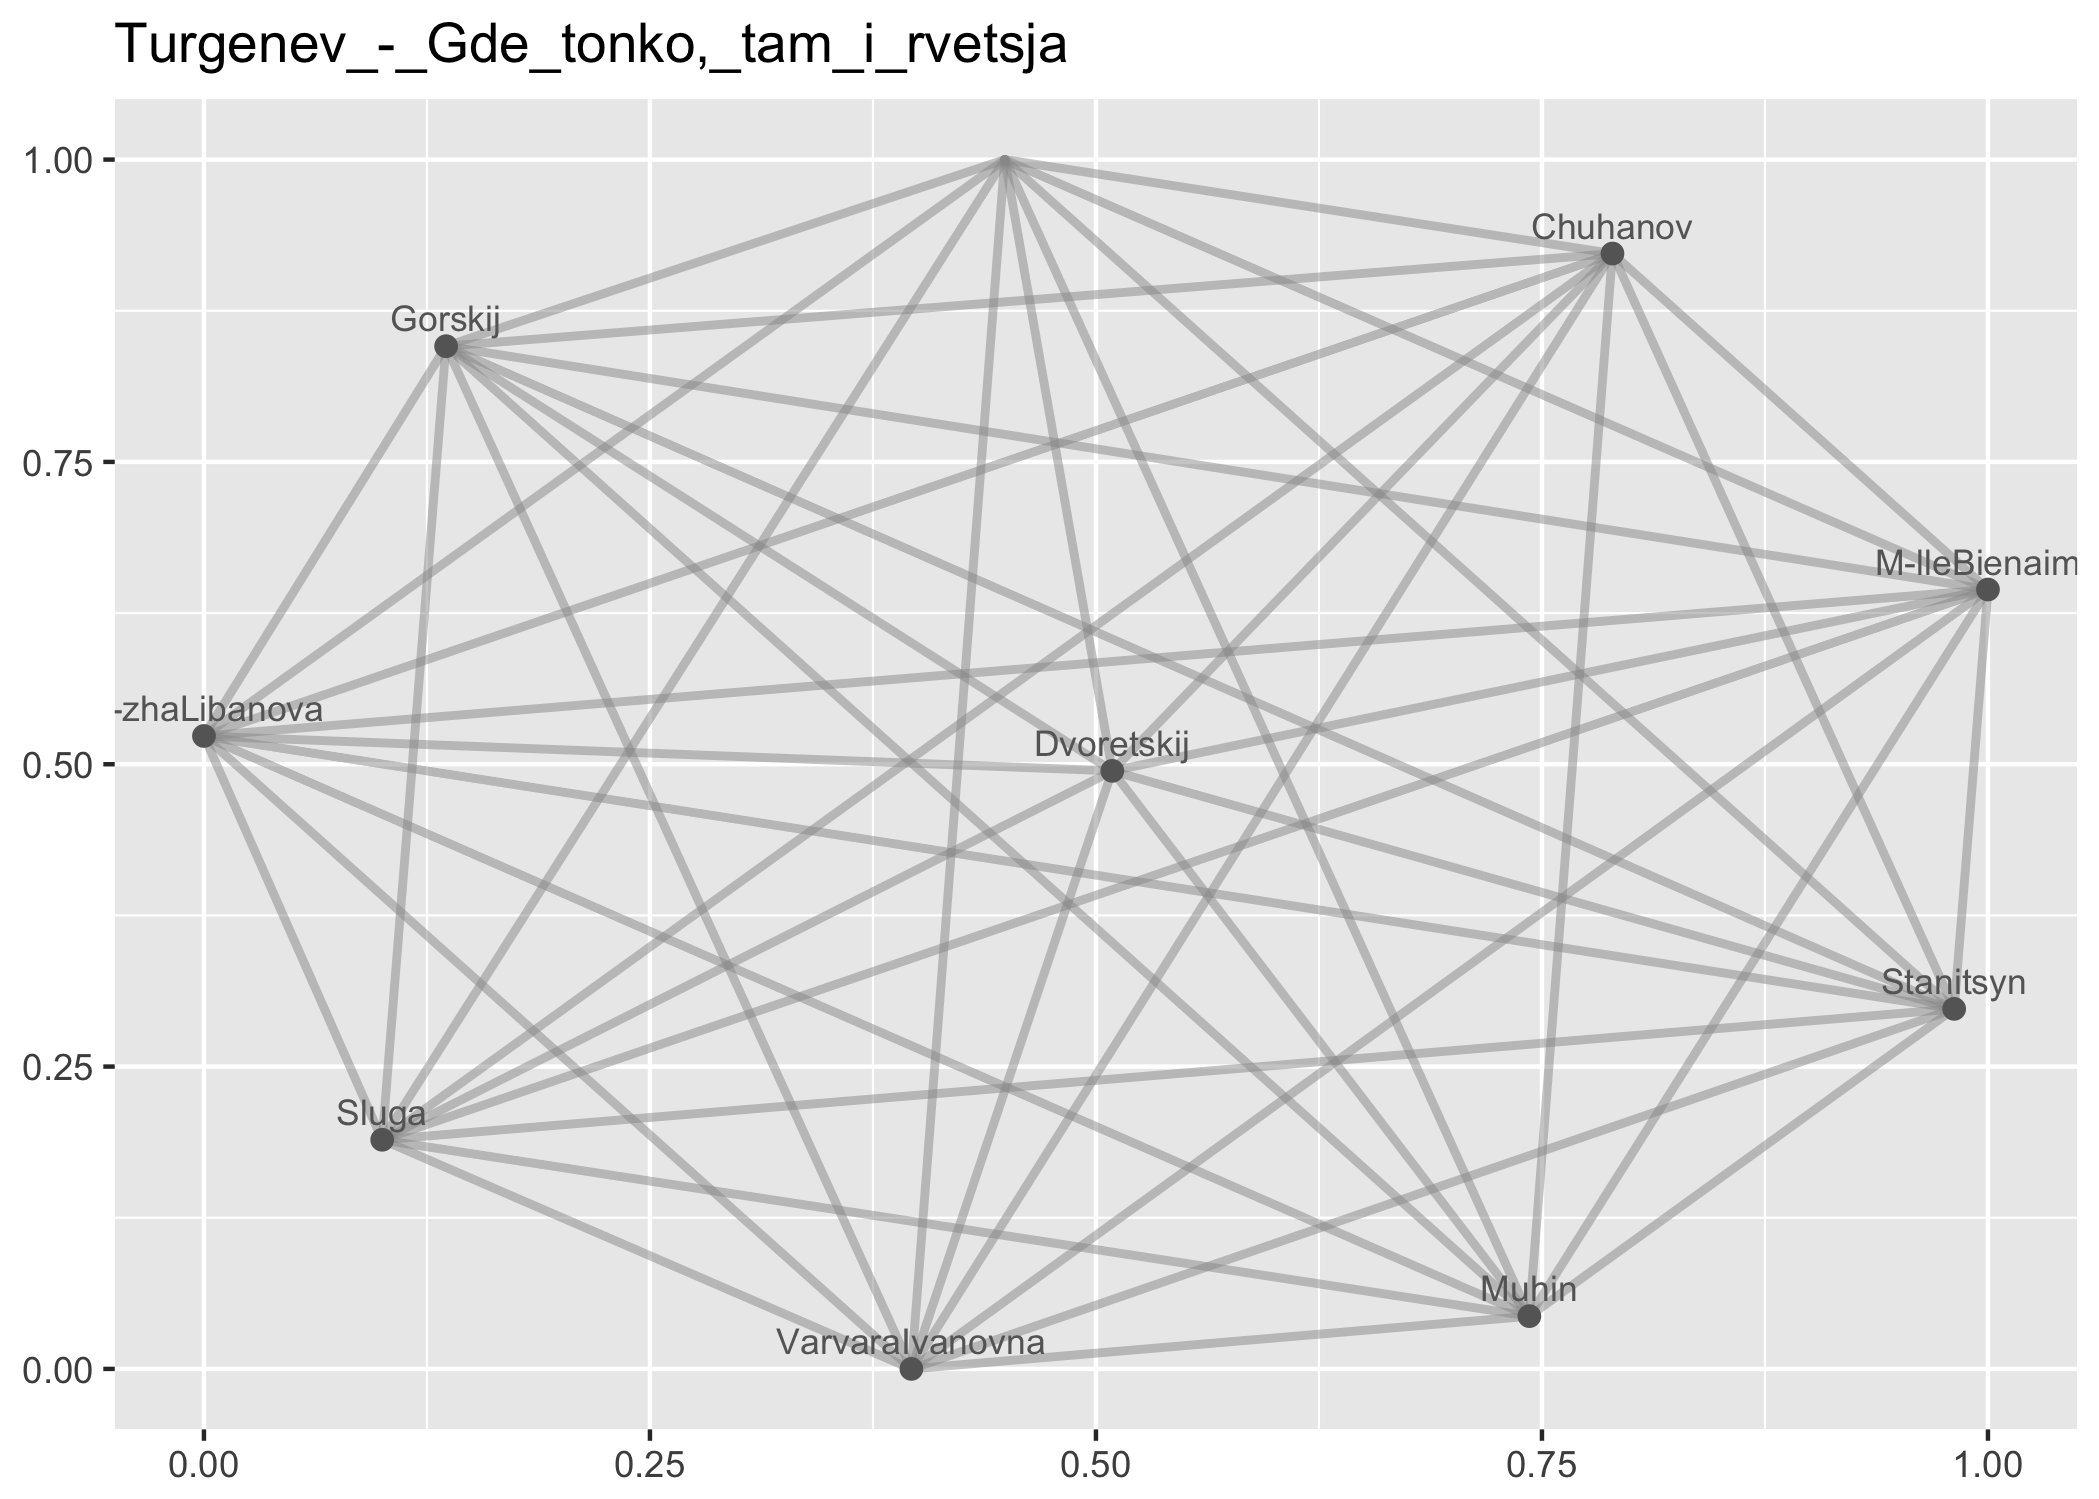 Turgenev_-_Gde_tonko,_tam_i_rvetsja
1.00
Chuhanov
Gorskij
0.75
M-lleBienaim
-zhaLibanova
Dvoretskij
0.50
Stanitsyn
0.25
Sluga
Muhin
VarvaraIvanovna
0.00
0.00 0.25 0.50 0.75 1.00